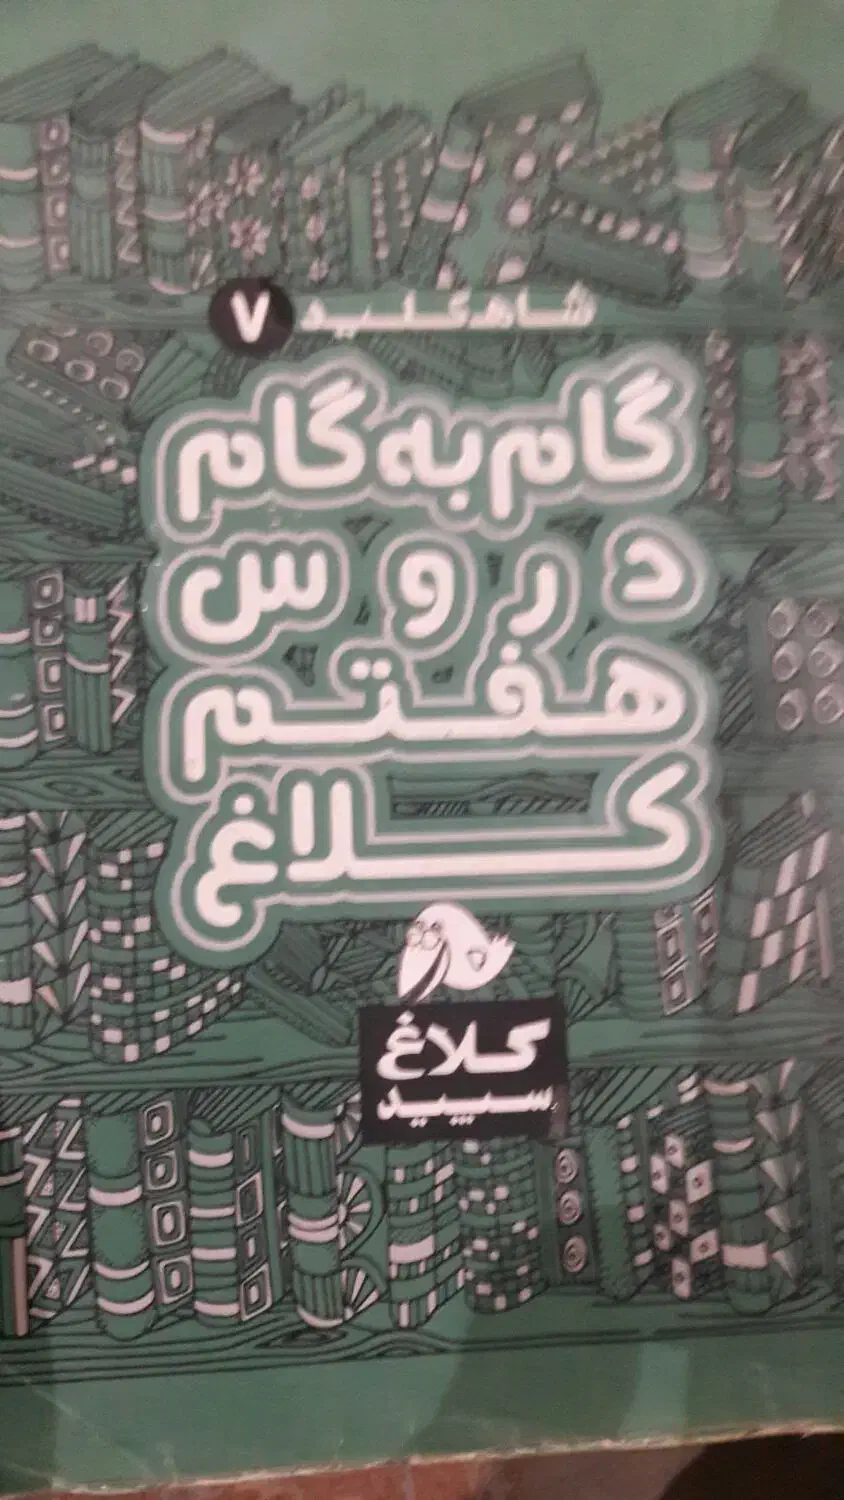 شاه‌کلید ۷
گام به گام
دروس
هفتم
کلاغ
کلاغ
سپید